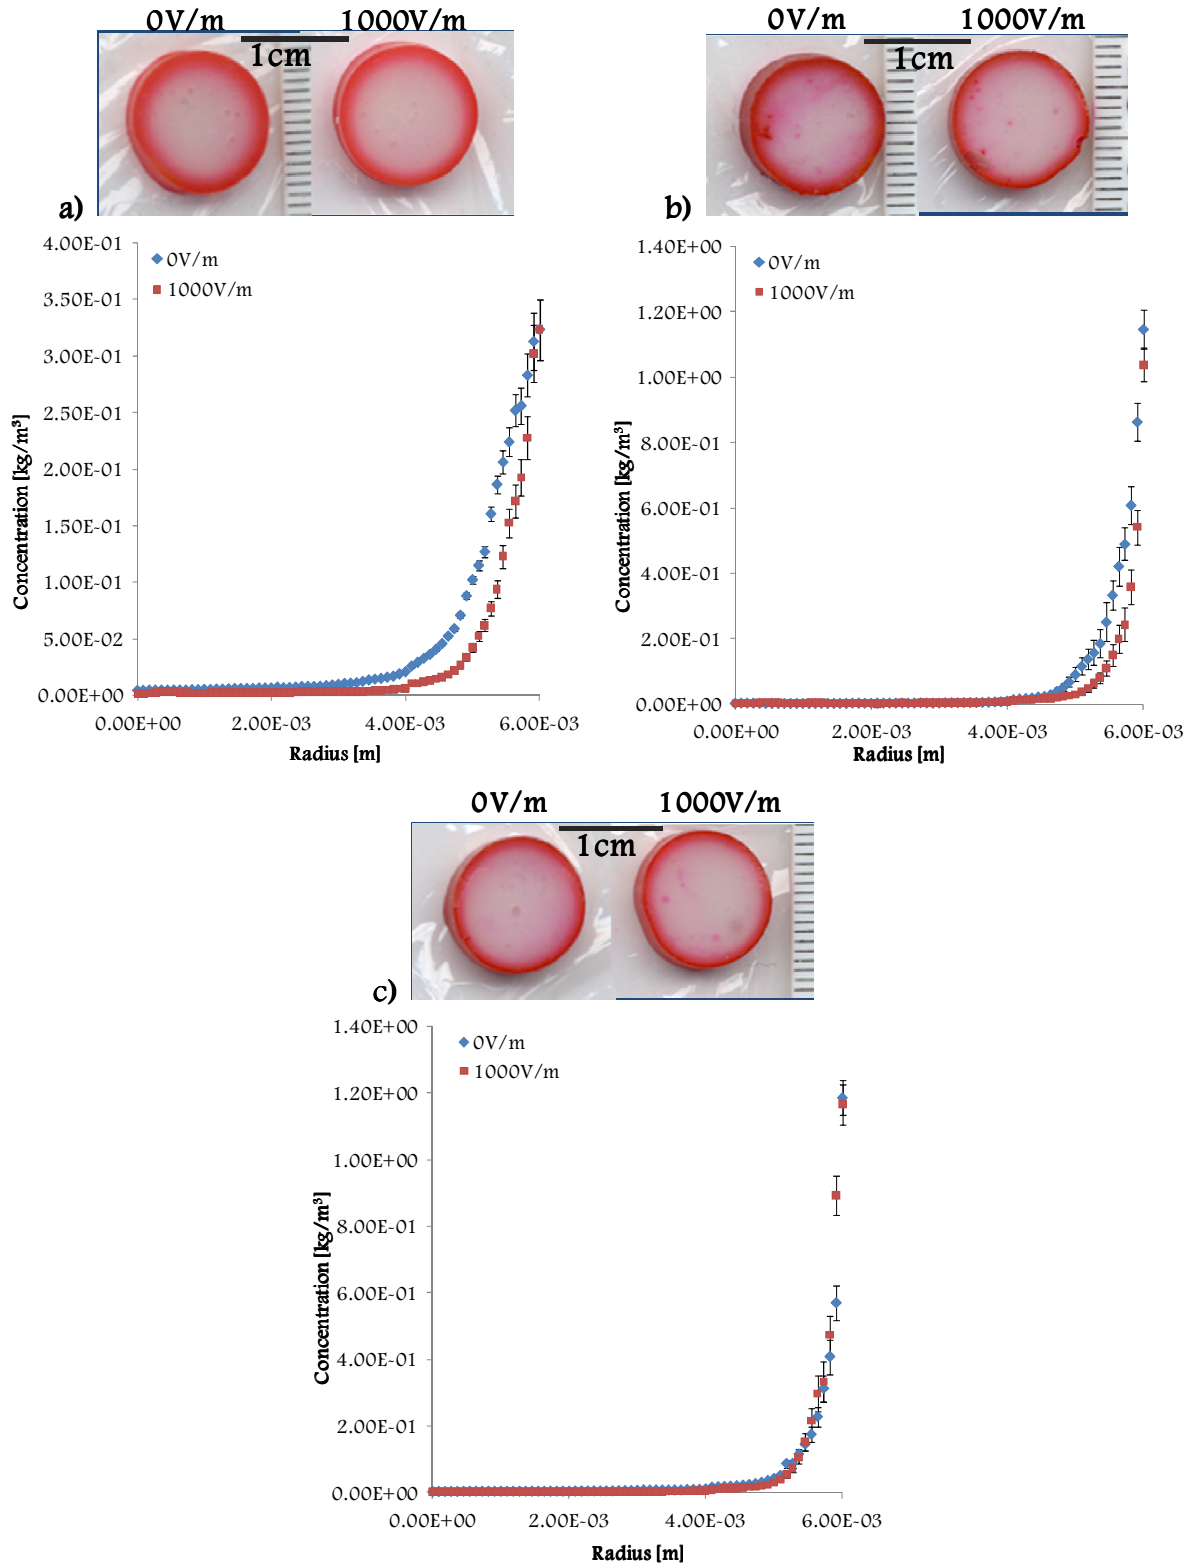 0V/m 1000V/m
1cm
a)
4.00E-01
3.50E-01
3.00E-01
2.50E-01
2.00E-01
1.50E-01
1.00E-01
5.00E-02
0.00E+00
0V/m
1000V/m
Concentration [kg/m³]
0.00E+00 2.00E-03 4.00E-03 6.00E-03
Radius [m]
0V/m 1000V/m
1cm
b)
1.40E+00
1.20E+00
1.00E+00
8.00E-01
6.00E-01
4.00E-01
2.00E-01
0.00E+00
0V/m
1000V/m
Concentration [kg/m³]
0.00E+00 2.00E-03 4.00E-03 6.00E-03
Radius [m]
0V/m 1000V/m
1cm
c)
1.40E+00
1.20E+00
1.00E+00
8.00E-01
6.00E-01
4.00E-01
2.00E-01
0.00E+00
0V/m
1000V/m
Concentration [kg/m³]
0.00E+00 2.00E-03 4.00E-03 6.00E-03
Radius [m]